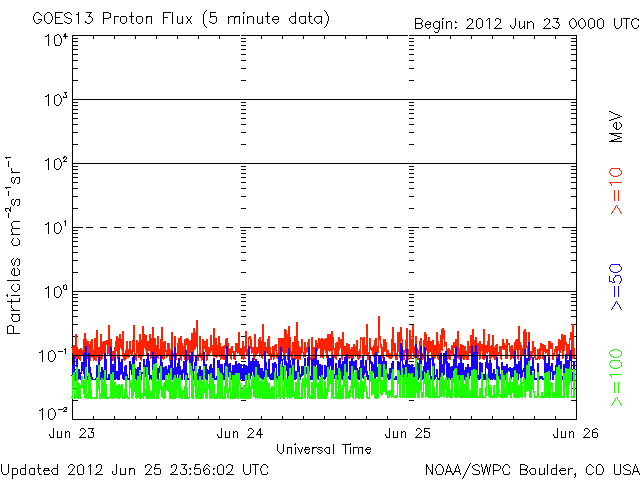 GOES13 Proton Flux (5 minute data)
Begin: 2012 Jun 23 0000 UTC
Particles cm⁻²s⁻¹sr⁻¹
10⁴
10³
10²
10¹
10⁰
10⁻¹
10⁻²
MeV
>=10
>=50
>=100
Jun 23
Jun 24
Jun 25
Jun 26
Universal Time
Updated 2012 Jun 25 23:56:02 UTC
NOAA/SWPC Boulder, CO USA